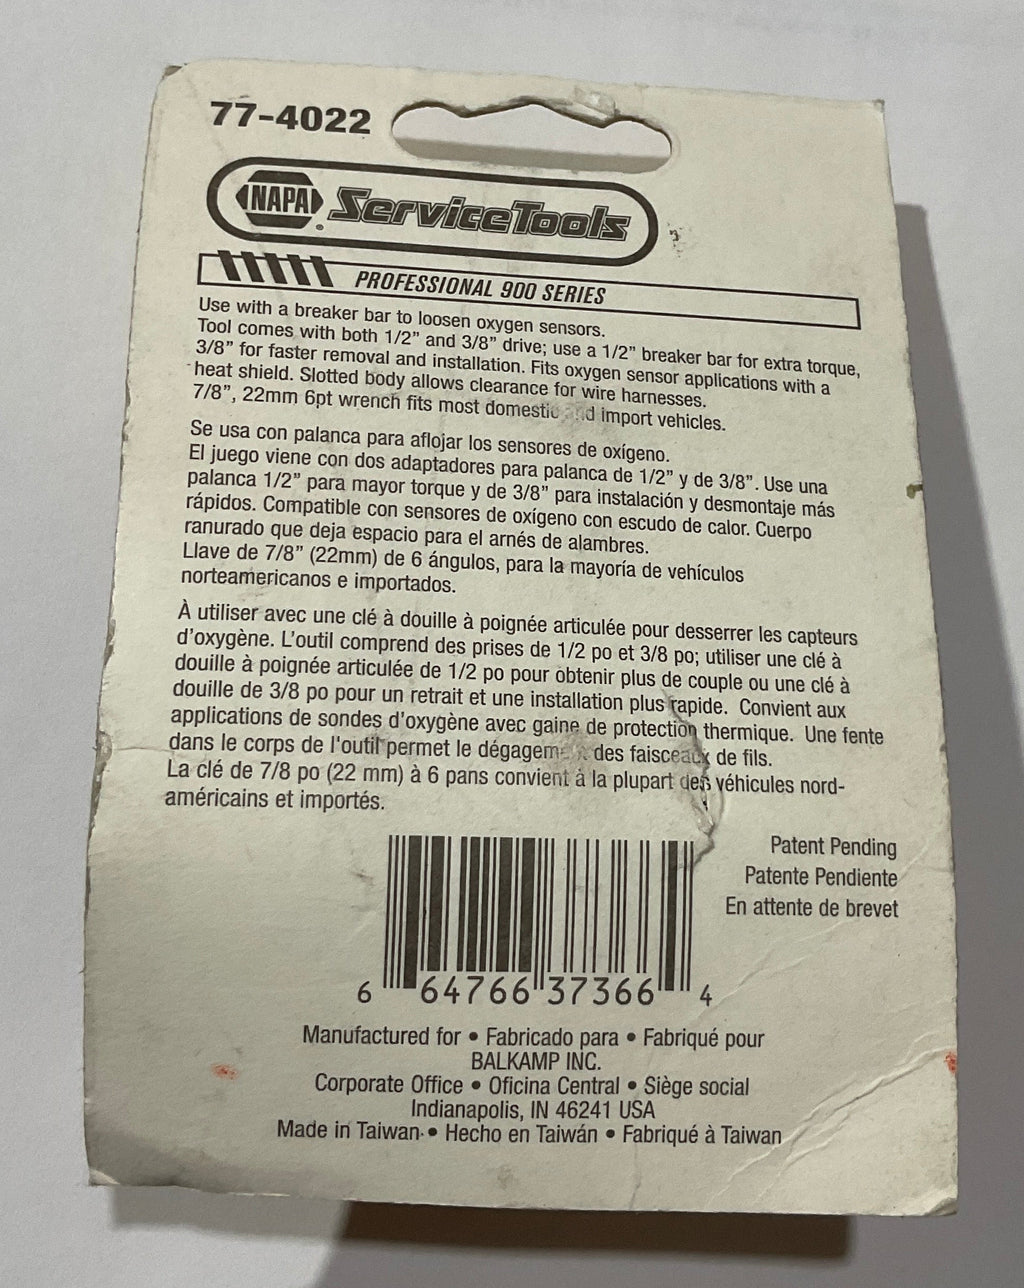 77-4022
NAPA ServiceTools
PROFESSIONAL 900 SERIES
Use with a breaker bar to loosen oxygen sensors.
Tool comes with both 1/2” and 3/8” drive; use a 1/2” breaker bar for extra torque,
3/8” for faster removal and installation. Fits oxygen sensor applications with a
heat shield. Slotted body allows clearance for wire harnesses.
7/8”, 22mm 6pt wrench fits most domestic and import vehicles.
Se usa con palanca para aflojar los sensores de oxígeno.
El juego viene con dos adaptadores para palanca de 1/2” y de 3/8”. Use una
palanca 1/2” para mayor torque y de 3/8” para instalación y desmontaje más
rápidos. Compatible con sensores de oxígeno con escudo de calor. Cuerpo
ranurado que deja espacio para el arnés de alambres.
Llave de 7/8” (22mm) de 6 ángulos, para la mayoría de vehículos
norteamericanos e importados.
À utiliser avec une clé à douille à poignée articulée pour desserrer les capteurs
d’oxygène. L’outil comprend des prises de 1/2 po et 3/8 po; utiliser une clé à
douille à poignée articulée de 1/2 po pour obtenir plus de couple ou une clé à
douille de 3/8 po pour un retrait et une installation plus rapide. Convient aux
applications de sondes d’oxygène avec gaine de protection thermique. Une fente
dans le corps de l'outil permet le dégagement des faisceaux de fils.
La clé de 7/8 po (22 mm) à 6 pans convient à la plupart des véhicules nord-
américains et importés.
Patent Pending
Patente Pendiente
En attente de brevet
6 64766 37366 4
Manufactured for • Fabricado para • Fabriqué pour
BALKAMP INC.
Corporate Office • Oficina Central • Siège social
Indianapolis, IN 46241 USA
Made in Taiwan • Hecho en Taiwán • Fabriqué à Taiwan